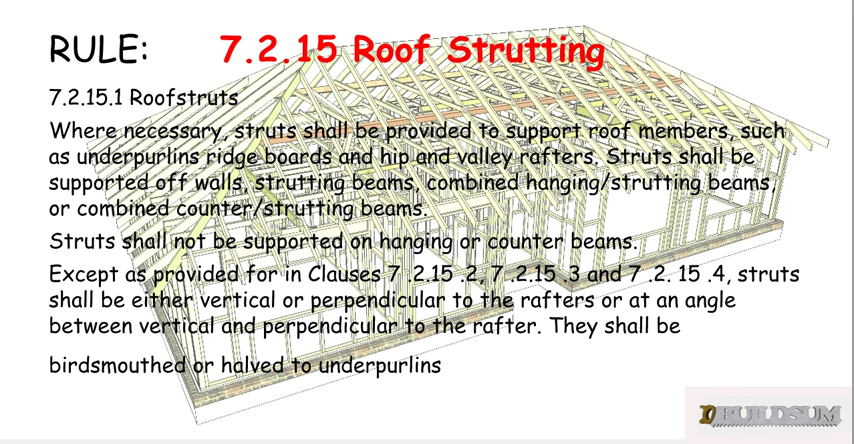 RULE: 7.2.15 Roof Strutting
7.2.15.1 Roofstruts
Where necessary, struts shall be provided to support roof members, such
as underpurlins ridge boards and hip and valley rafters. Struts shall be
supported off walls, strutting beams, combined hanging/strutting beams,
or combined counter/strutting beams.
Struts shall not be supported on hanging or counter beams.
Except as provided for in Clauses 7 .2.15 .2, 7 .2.15 .3 and 7 .2. 15 .4, struts
shall be either vertical or perpendicular to the rafters or at an angle
between vertical and perpendicular to the rafter. They shall be
birdsmouthed or halved to underpurlins
BUILDSUM